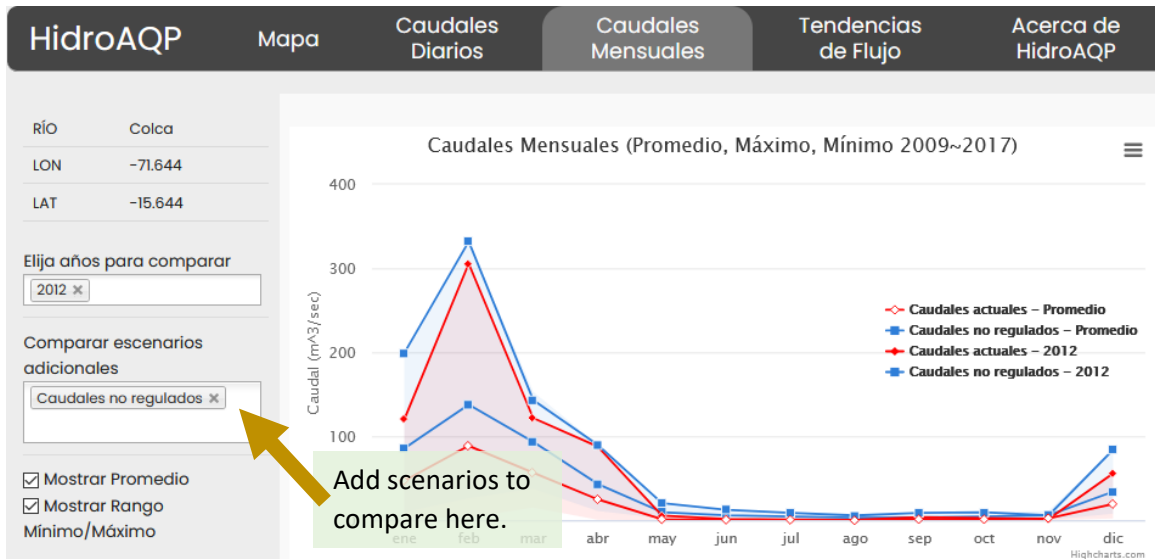 HidroAQP
Mapa
Caudales
Diarios
Caudales
Mensuales
Tendencias
de Flujo
Acerca de
HidroAQP
RÍO Colca
LON -71.644
LAT -15.644
Elija años para comparar
2012 ×
Comparar escenarios
adicionales
Caudales no regulados ×
Mostrar Promedio
Mostrar Rango
Mínimo/Máximo
Caudales Mensuales (Promedio, Máximo, Mínimo 2009~2017)
Caudal (m^3/sec)
400
300
200
100
Caudales actuales – Promedio
Caudales no regulados – Promedio
Caudales actuales – 2012
Caudales no regulados – 2012
Add scenarios to
compare here.
ene feb mar abr may jun jul ago sep oct nov dic
Highcharts.com